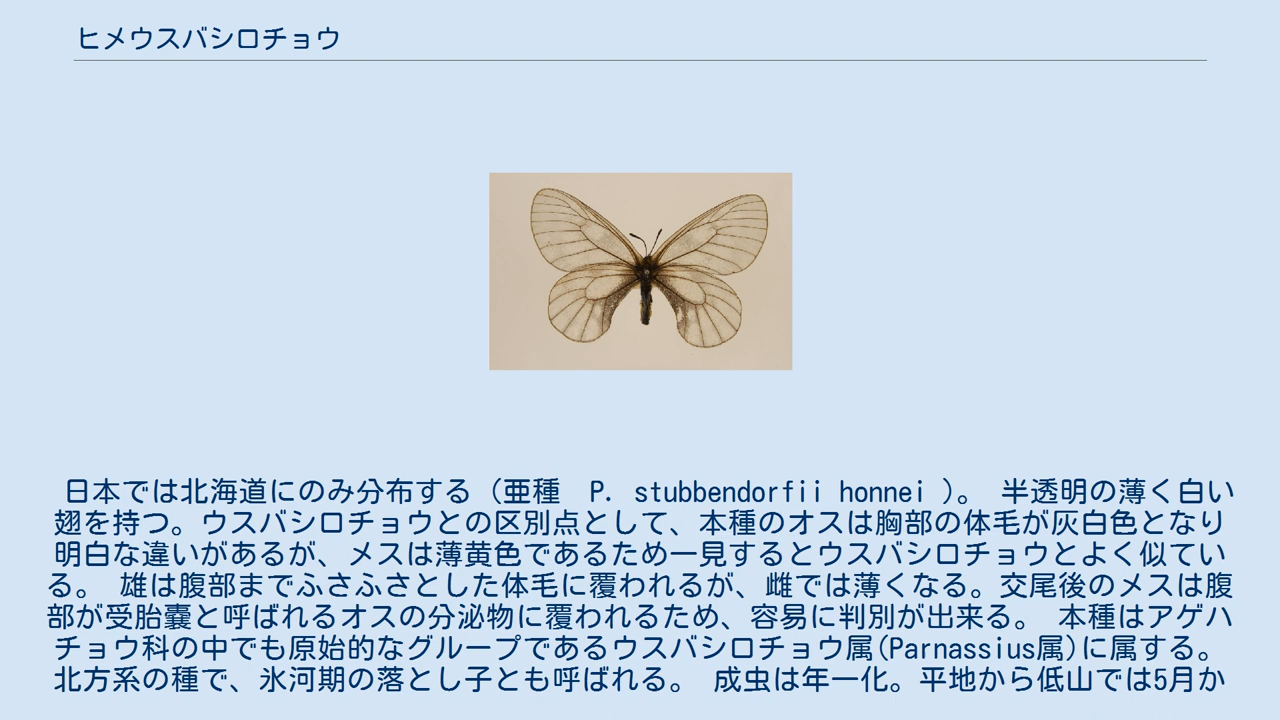 ヒメウスバシロチョウ
日本では北海道にのみ分布する（亜種　P. stubbendorfii honnei ）。 半透明の薄く白い
翅を持つ。ウスバシロチョウとの区別点として、本種のオスは胸部の体毛が灰白色となり
明白な違いがあるが、メスは薄黄色であるため一見するとウスバシロチョウとよく似てい
る。 雄は腹部までふさふさとした体毛に覆われるが、雌では薄くなる。交尾後のメスは腹
部が受胎嚢と呼ばれるオスの分泌物に覆われるため、容易に判別が出来る。 本種はアゲハ
チョウ科の中でも原始的なグループであるウスバシロチョウ属(Parnassius属)に属する。
北方系の種で、氷河期の落とし子とも呼ばれる。 成虫は年一化。平地から低山では5月か